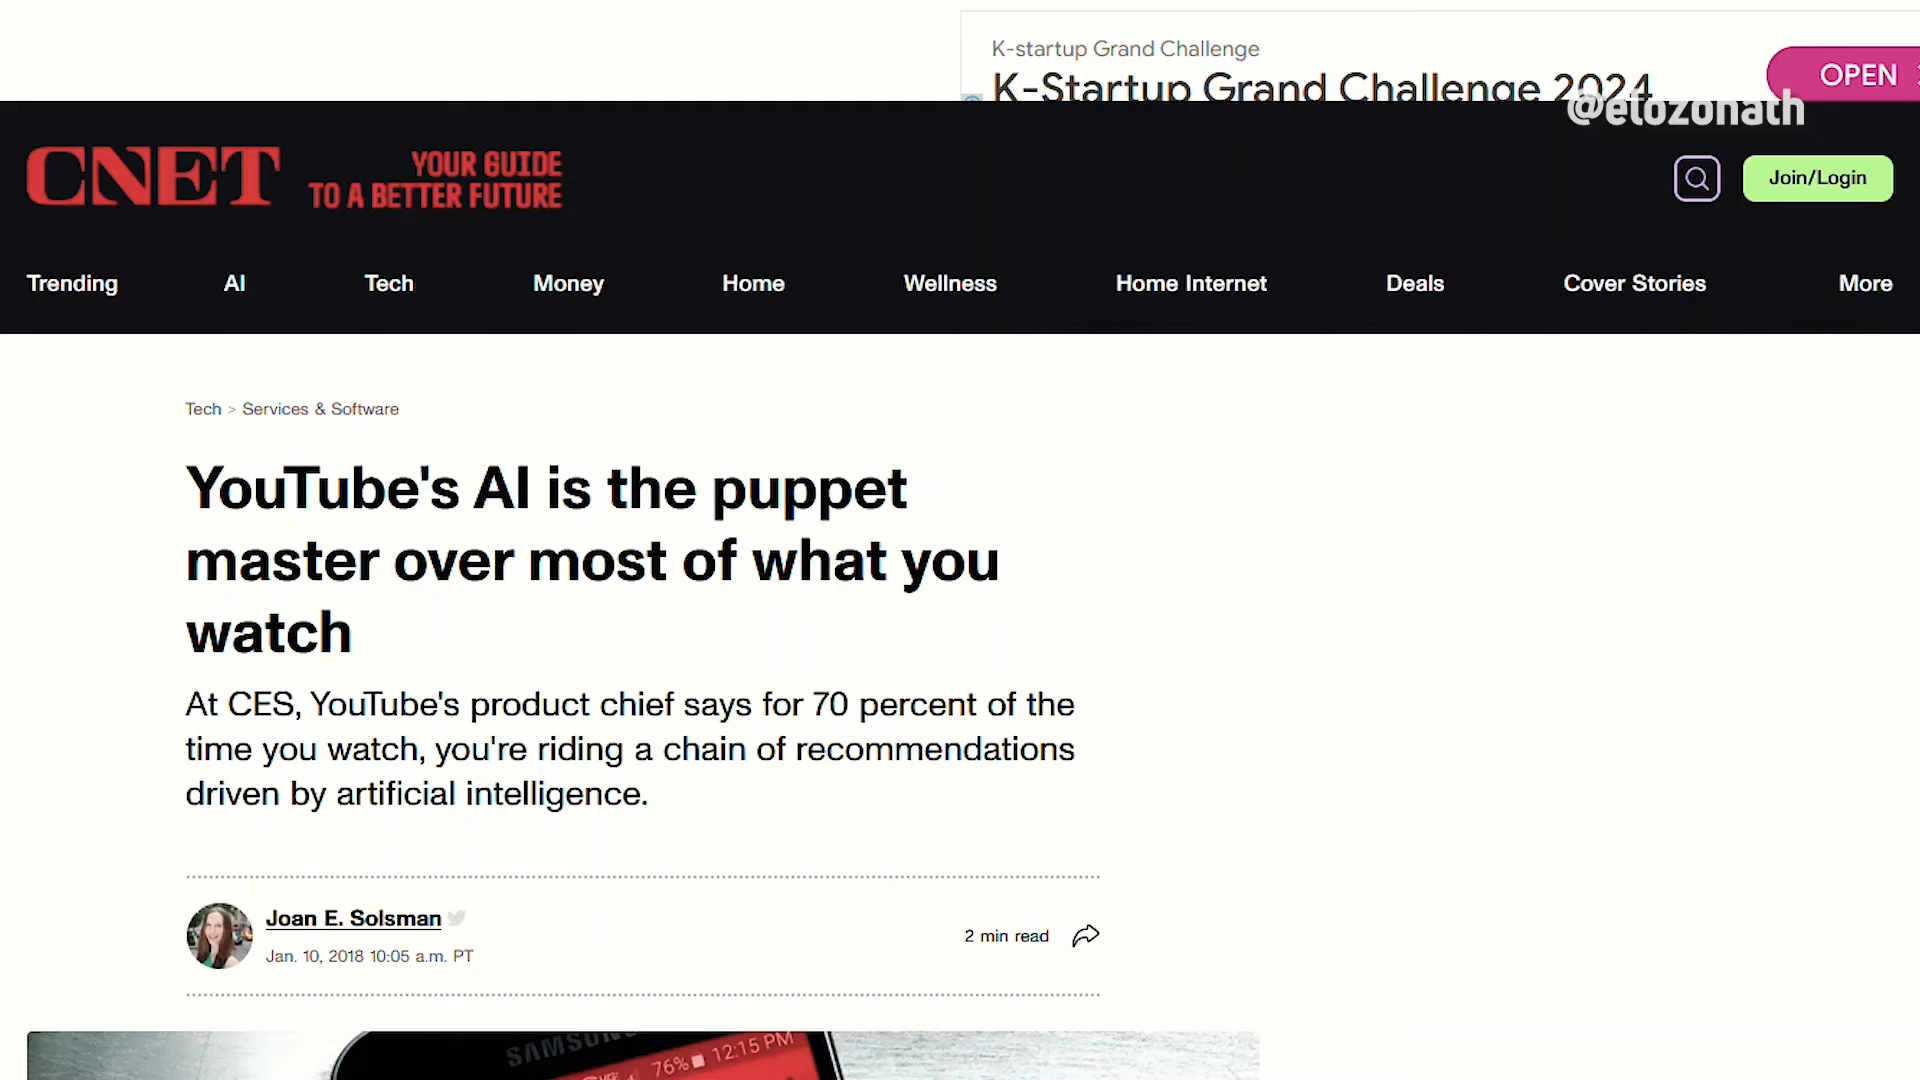 K-startup Grand Challenge
K-Startup Grand Challenge 2024
OPEN
@etozonath
CNET
YOUR GUIDE
TO A BETTER FUTURE
Join/Login
Trending AI Tech Money Home Wellness Home Internet Deals Cover Stories More
Tech > Services & Software
YouTube's AI is the puppet
master over most of what you
watch
At CES, YouTube's product chief says for 70 percent of the
time you watch, you're riding a chain of recommendations
driven by artificial intelligence.
Joan E. Solsman
Jan. 10, 2018 10:05 a.m. PT
2 min read
SAMSUNG
76% 12:15 PM